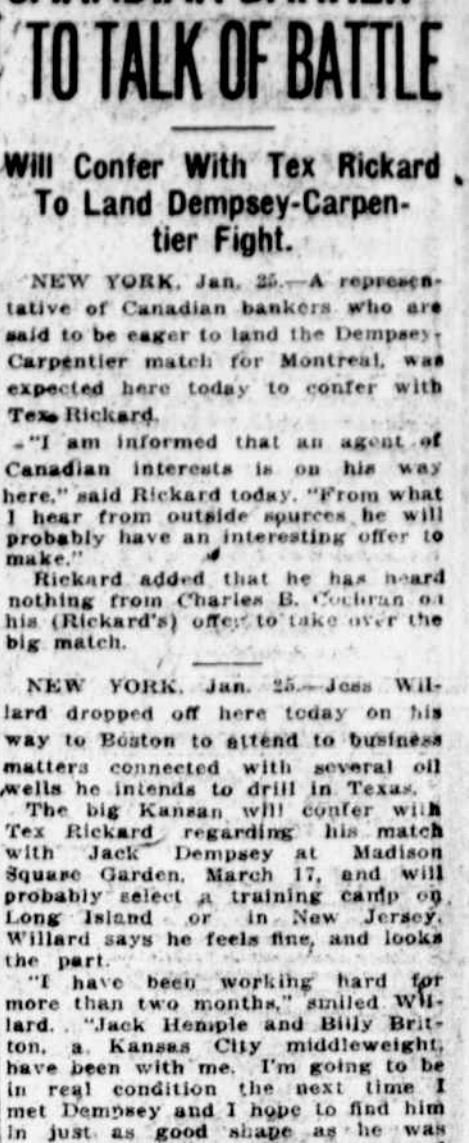 TO TALK OF BATTLE
Will Confer With Tex Rickard
To Land Dempsey-Carpen-
tier Fight.
NEW YORK, Jan. 25.—A represen-
tative of Canadian bankers who are
said to be eager to land the Dempsey-
Carpentier match for Montreal, was
expected here today to confer with
Tex Rickard.
"I am informed that an agent of
Canadian interests is on his way
here," said Rickard today. "From what
I hear from outside spurces he will
probably have an interesting offer to
make."
Rickard added that he has heard
nothing from Charles B. Cochran on
his (Rickard's) offer to take over the
big match.
NEW YORK, Jan. 25.—Jess Wil-
lard dropped off here today on his
way to Boston to attend to business
matters connected with several oil
wells he intends to drill in Texas.
The big Kansan will confer with
Tex Rickard regarding his match
with Jack Dempsey at Madison
Square Garden, March 17, and will
probably select a training camp on
Long Island or in New Jersey.
Willard says he feels fine, and looks
the part.
"I have been working hard for
more than two months," smiled Wil-
lard. "Jack Hemple and Billy Brit-
ton, a Kansas City middleweight,
have been with me. I'm going to be
in real condition the next time I
met Dempsey and I hope to find him
in just as good shape as he was